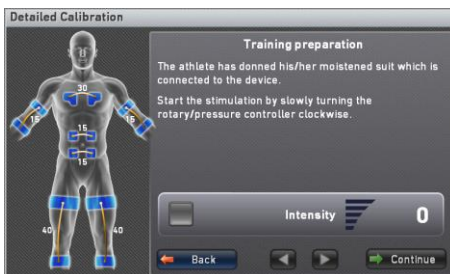 Detailed Calibration
Training preparation
The athlete has donned his/her moistened suit which is
connected to the device.
Start the stimulation by slowly turning the
rotary/pressure controller clockwise.
30
15 15
15
15
40 40
Intensity 0
Back Continue